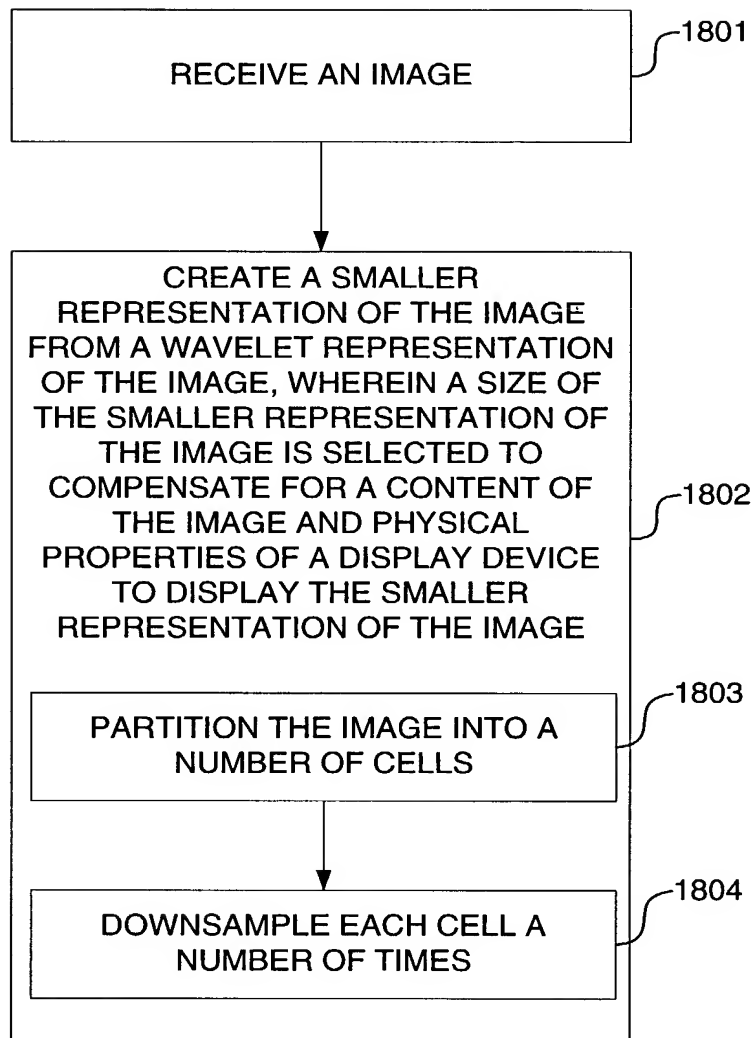 1801
RECEIVE AN IMAGE
CREATE A SMALLER
REPRESENTATION OF THE IMAGE
FROM A WAVELET REPRESENTATION
OF THE IMAGE, WHEREIN A SIZE OF
THE SMALLER REPRESENTATION OF
THE IMAGE IS SELECTED TO
COMPENSATE FOR A CONTENT OF
THE IMAGE AND PHYSICAL
PROPERTIES OF A DISPLAY DEVICE
TO DISPLAY THE SMALLER
REPRESENTATION OF THE IMAGE
1802
1803
PARTITION THE IMAGE INTO A
NUMBER OF CELLS
1804
DOWNSAMPLE EACH CELL A
NUMBER OF TIMES